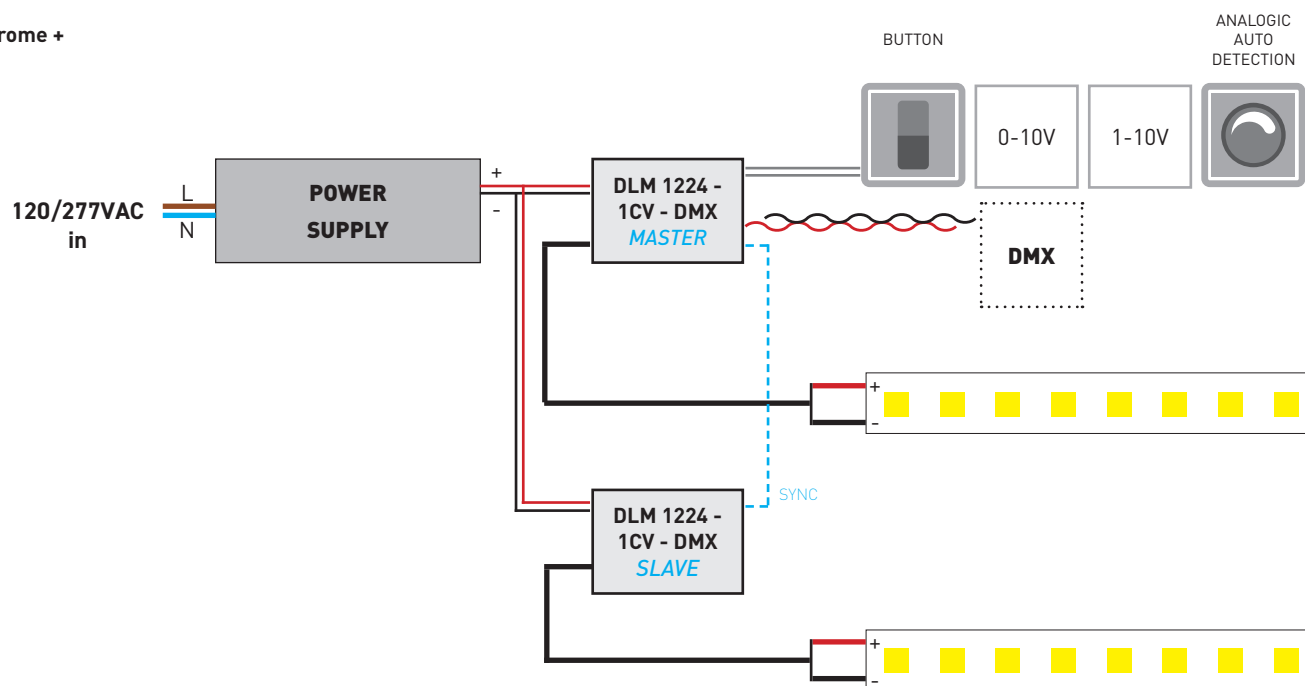 rome +
BUTTON
ANALOGIC
AUTO
DETECTION
0-10V
1-10V
120/277VAC
in
L
N
POWER
SUPPLY
+
-
DLM 1224 -
1CV - DMX
MASTER
DMX
+
-
SYNC
DLM 1224 -
1CV - DMX
SLAVE
+
-